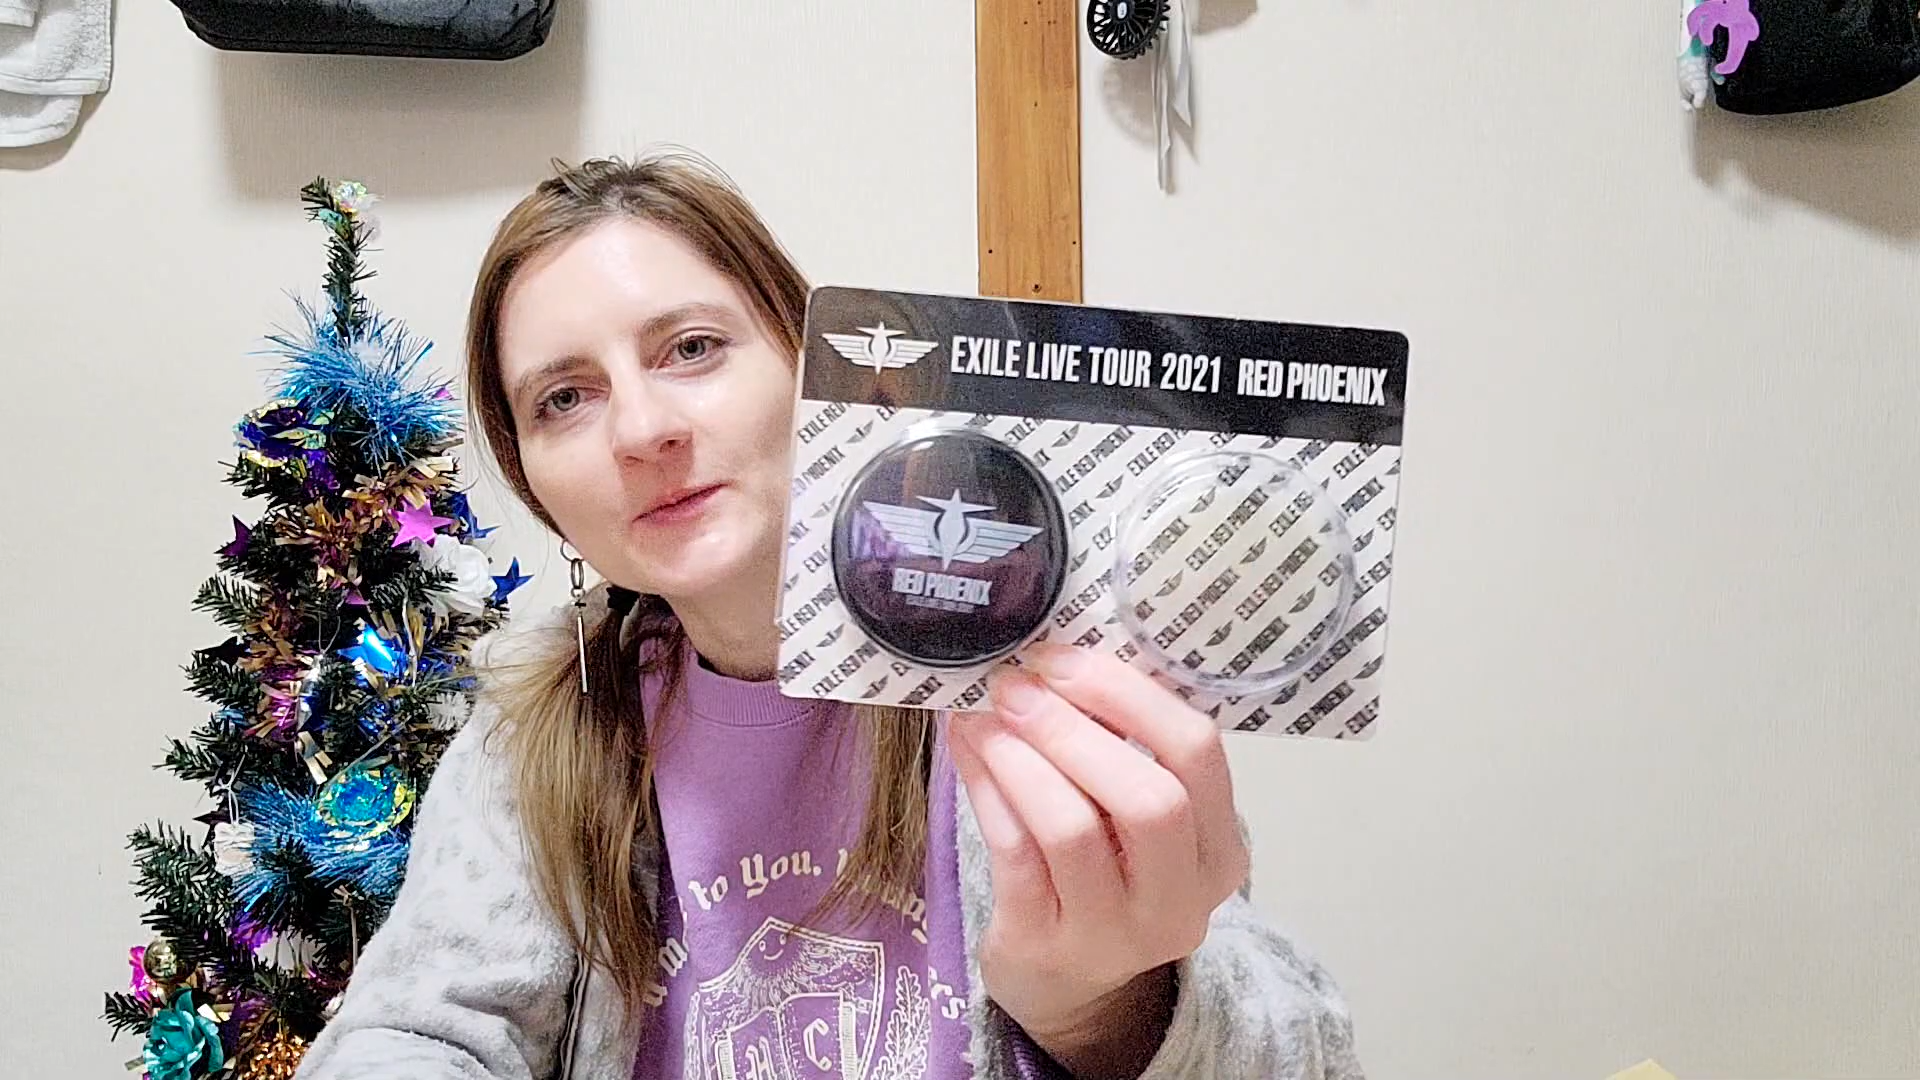 EXILE LIVE TOUR 2021 RED PHOENIX
RED PHOENIX
EXILE RED PHOENIX
to You,
H C